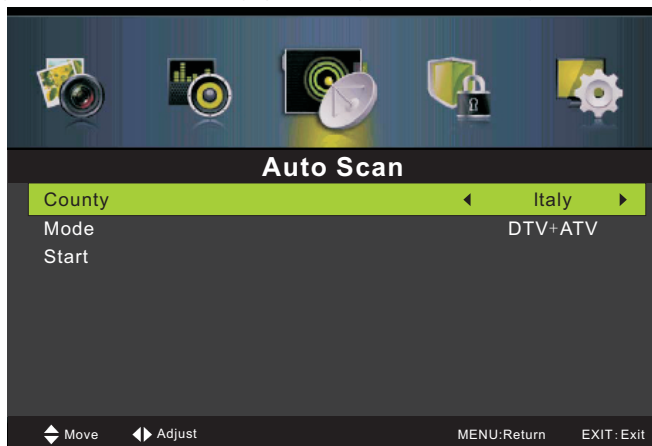 Auto Scan
County Italy
Mode DTV+ATV
Start
Move Adjust MENU:Return EXIT:Exit